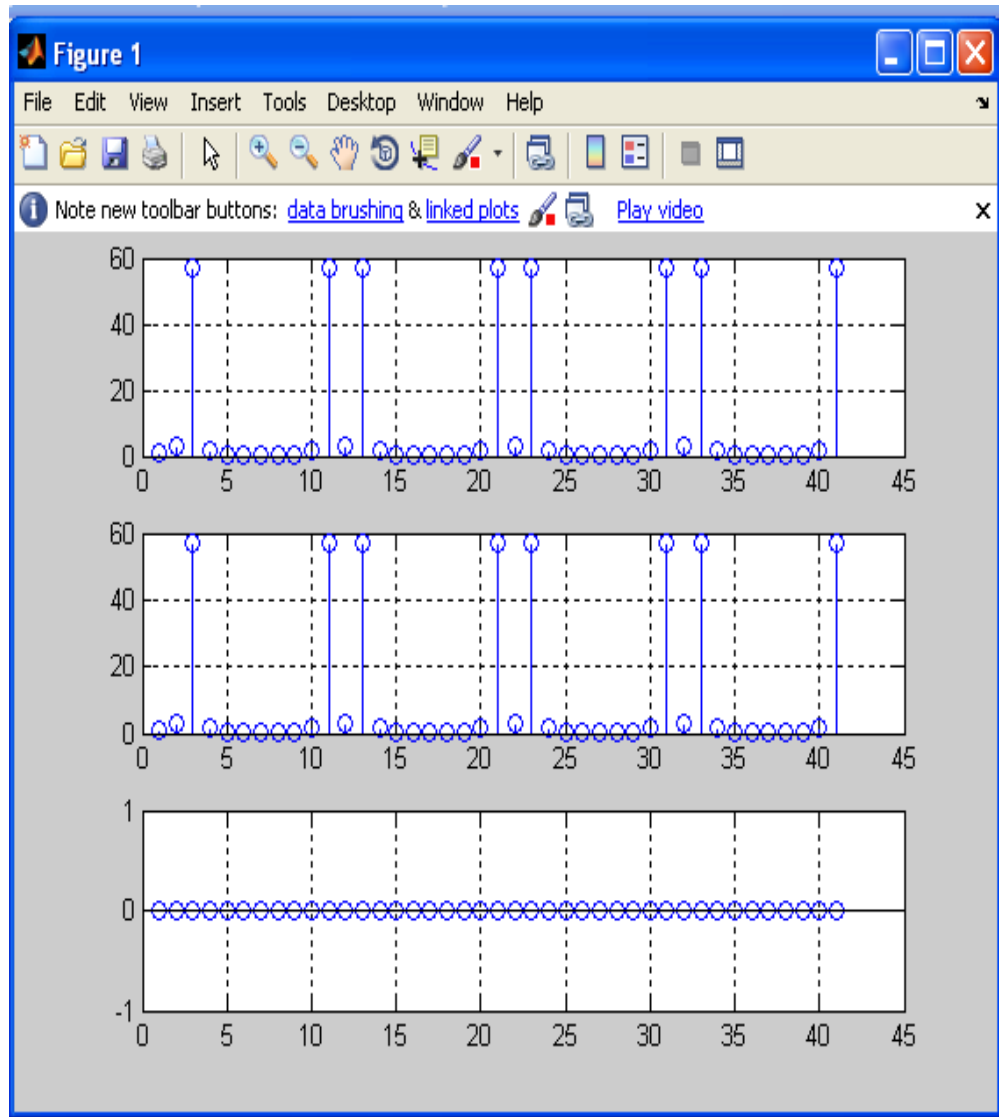 Figure 1
File Edit View Insert Tools Desktop Window Help
Note new toolbar buttons: data brushing & linked plots Play video
60
40
20
0
0 5 10 15 20 25 30 35 40 45
60
40
20
0
0 5 10 15 20 25 30 35 40 45
1
0
-1
0 5 10 15 20 25 30 35 40 45